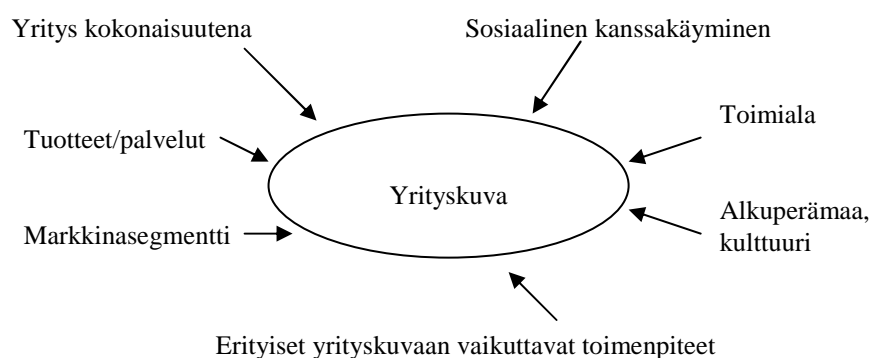 Yritys kokonaisuutena
Sosiaalinen kanssakäyminen
Toimiala
Tuotteet/palvelut
Yrityskuva
Markkinasegmentti
Alkuperämaa,
kulttuuri
Erityiset yrityskuvaan vaikuttavat toimenpiteet